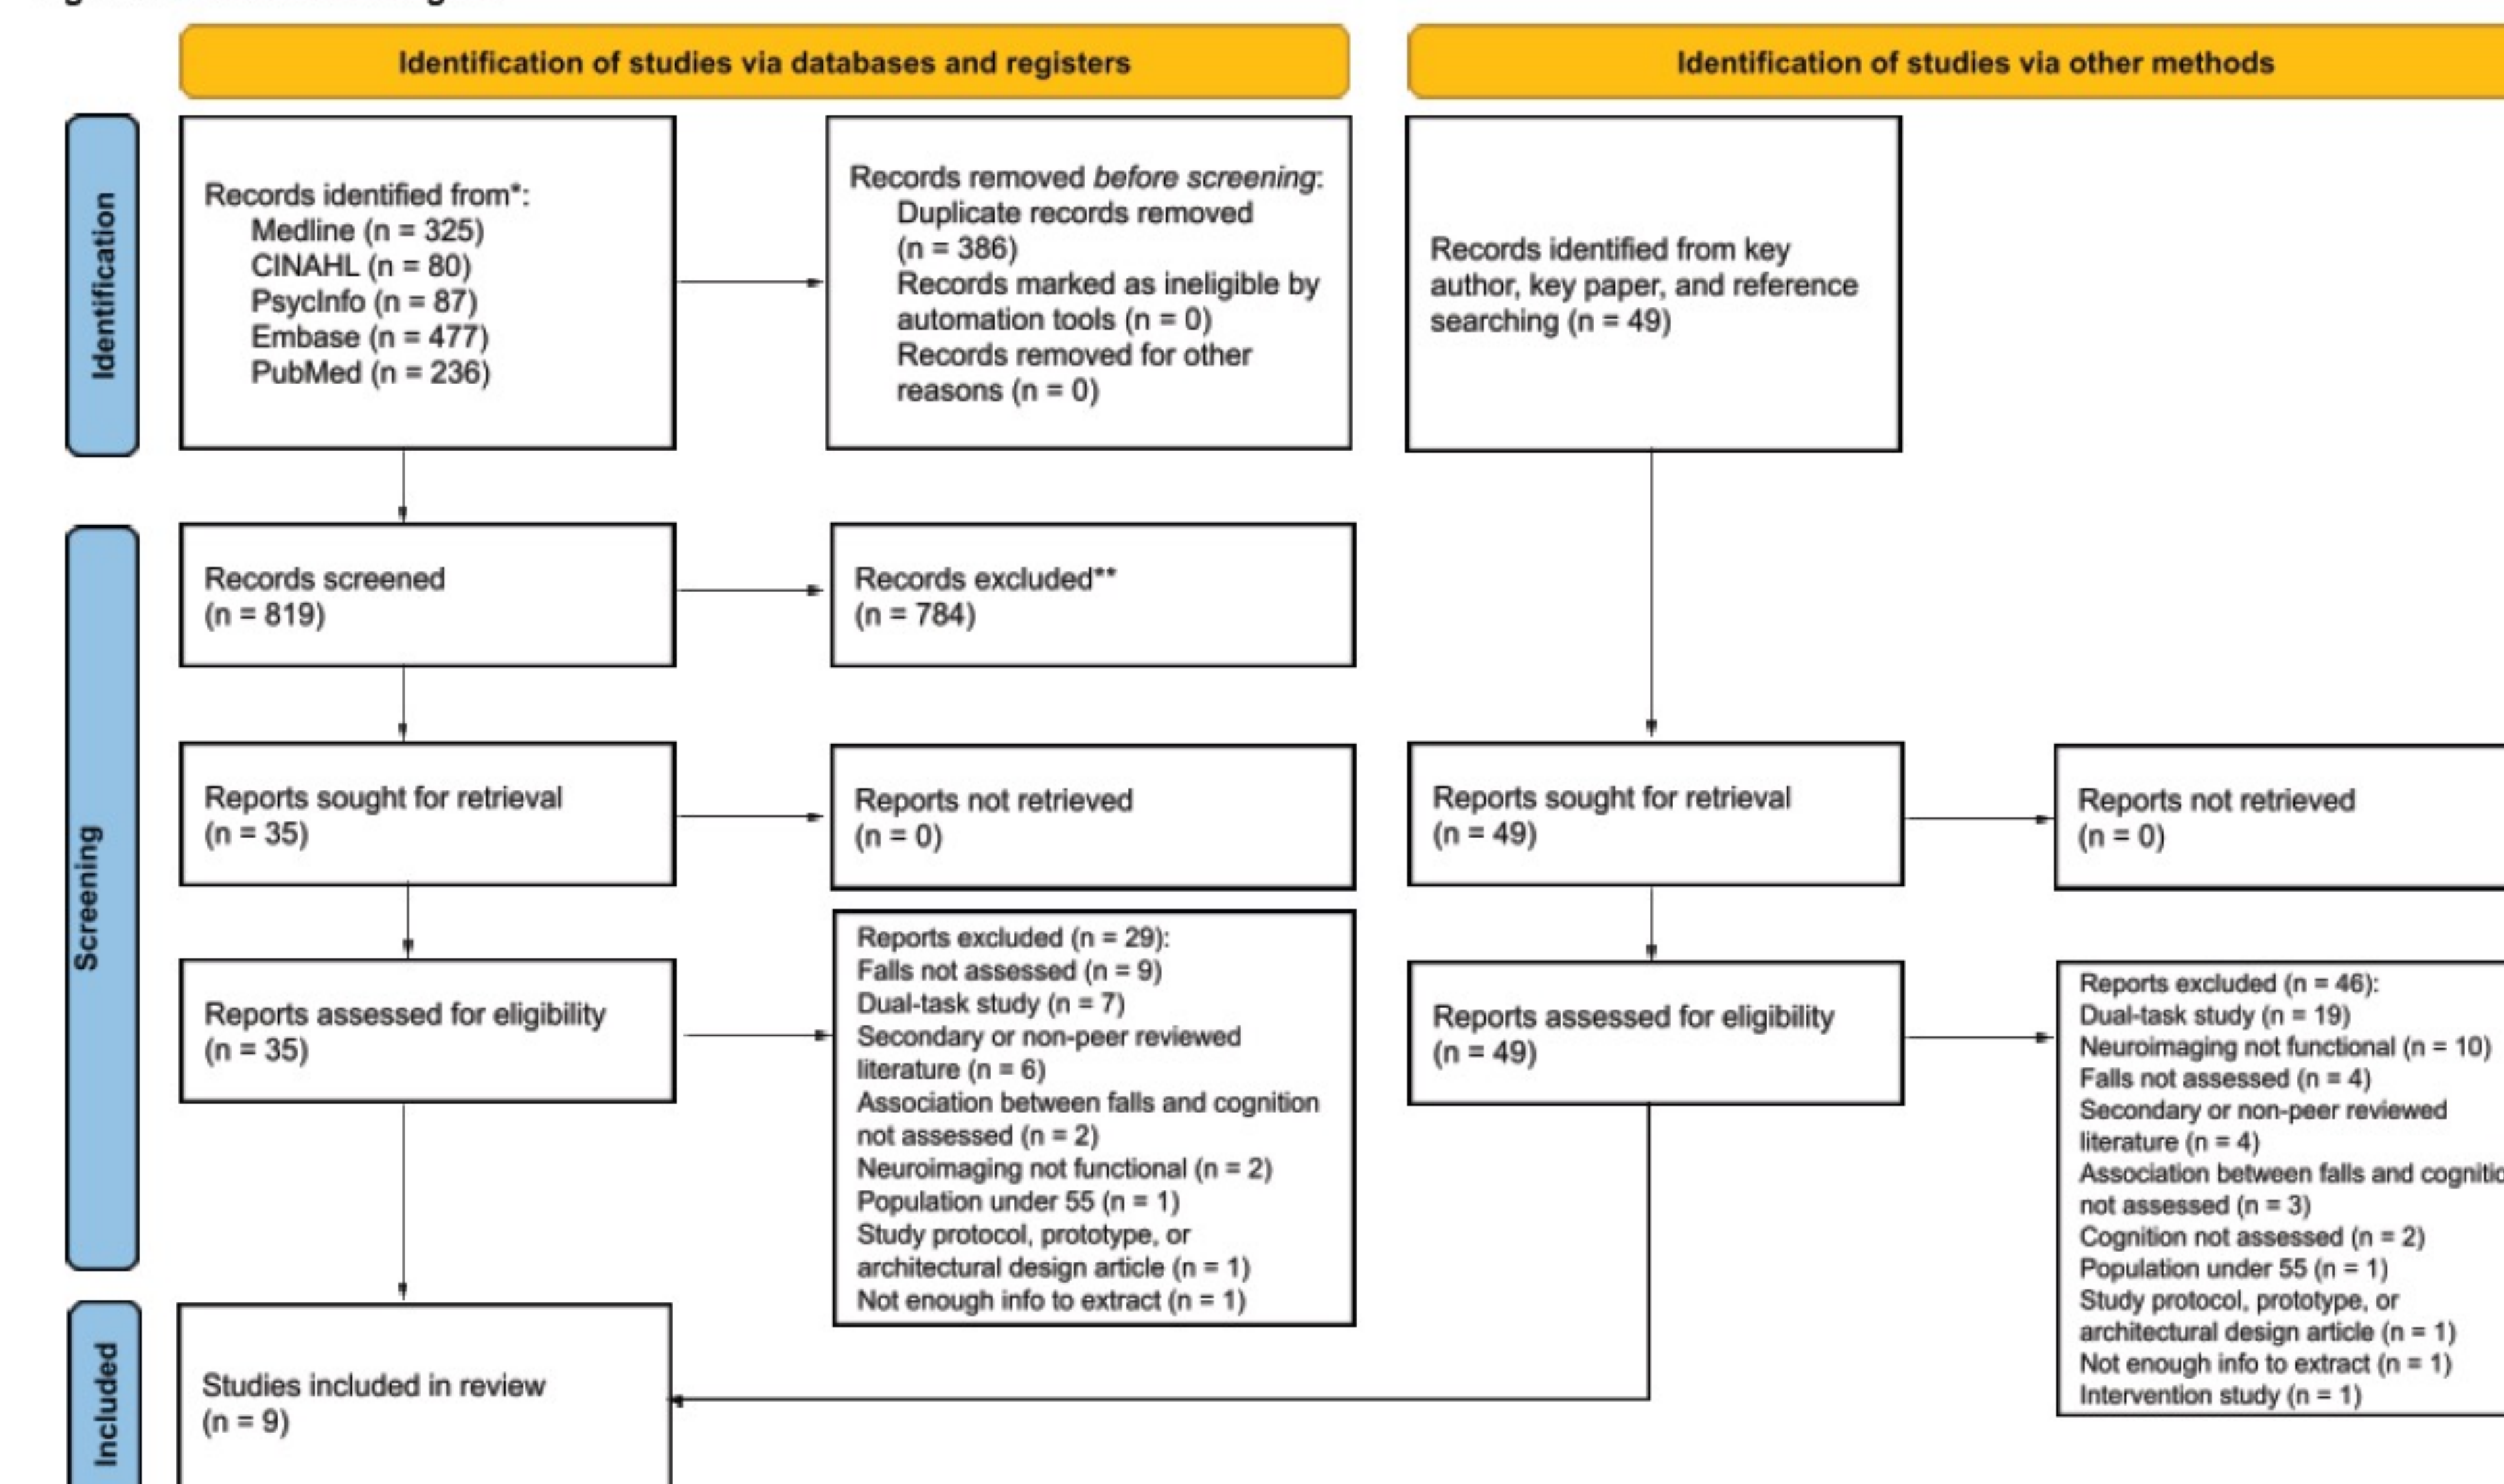 Identification of studies via databases and registers
Identification of studies via other methods
Identification
Records identified from*:
Medline (n = 325)
CINAHL (n = 80)
PsycInfo (n = 87)
Embase (n = 477)
PubMed (n = 236)
Records removed before screening:
Duplicate records removed
(n = 386)
Records marked as ineligible by
automation tools (n = 0)
Records removed for other
reasons (n = 0)
Records identified from key
author, key paper, and reference
searching (n = 49)
Screening
Records screened
(n = 819)
Records excluded**
(n = 784)
Reports sought for retrieval
(n = 35)
Reports not retrieved
(n = 0)
Reports sought for retrieval
(n = 49)
Reports not retrieved
(n = 0)
Reports assessed for eligibility
(n = 35)
Reports excluded (n = 29):
Falls not assessed (n = 9)
Dual-task study (n = 7)
Secondary or non-peer reviewed
literature (n = 6)
Association between falls and cognition
not assessed (n = 2)
Neuroimaging not functional (n = 2)
Population under 55 (n = 1)
Study protocol, prototype, or
architectural design article (n = 1)
Not enough info to extract (n = 1)
Reports assessed for eligibility
(n = 49)
Reports excluded (n = 46):
Dual-task study (n = 19)
Neuroimaging not functional (n = 10)
Falls not assessed (n = 4)
Secondary or non-peer reviewed
literature (n = 4)
Association between falls and cognitio
not assessed (n = 3)
Cognition not assessed (n = 2)
Population under 55 (n = 1)
Study protocol, prototype, or
architectural design article (n = 1)
Not enough info to extract (n = 1)
Intervention study (n = 1)
Included
Studies included in review
(n = 9)